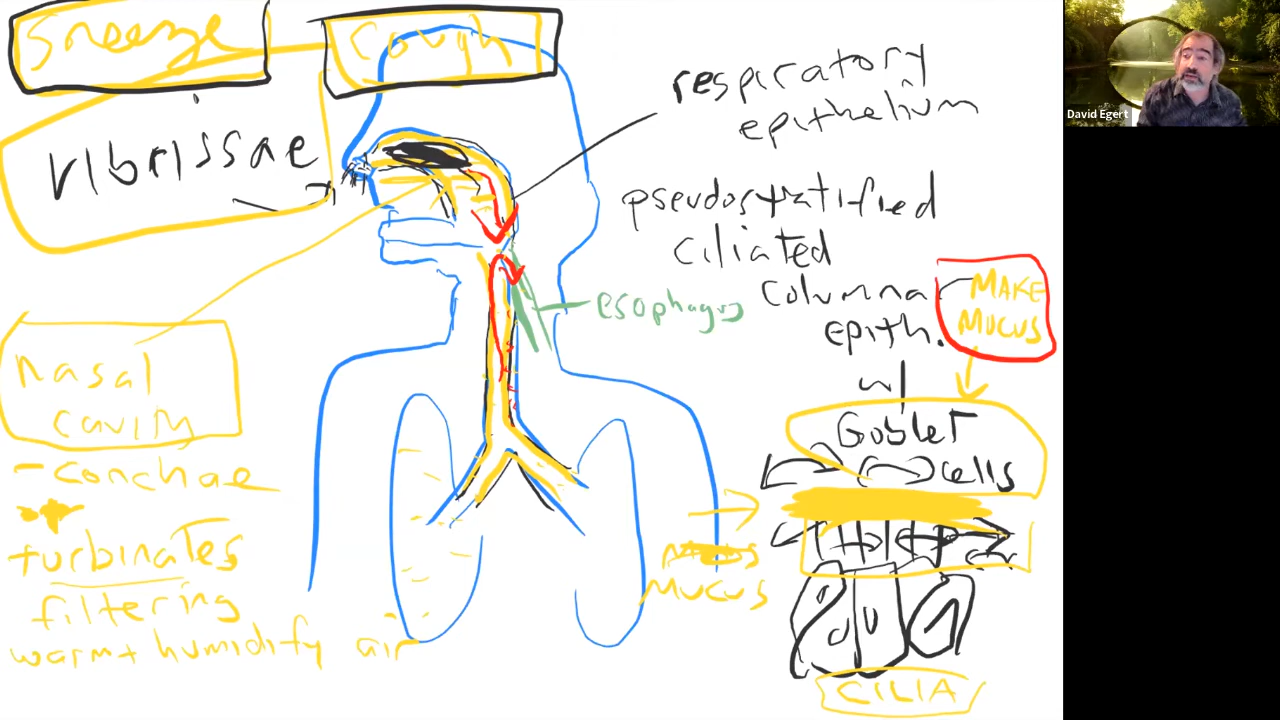 Sneeze
Cough
vibrissae
respiratory
epithelium
pseudostratified
ciliated
columnar
epith.
MAKE
MUCUS
w/
Goblet
cells
esophagus
nasal
cavity
- conchae
turbinates
filtering
warm + humidify air
MUCUS
CILIA
David Egert